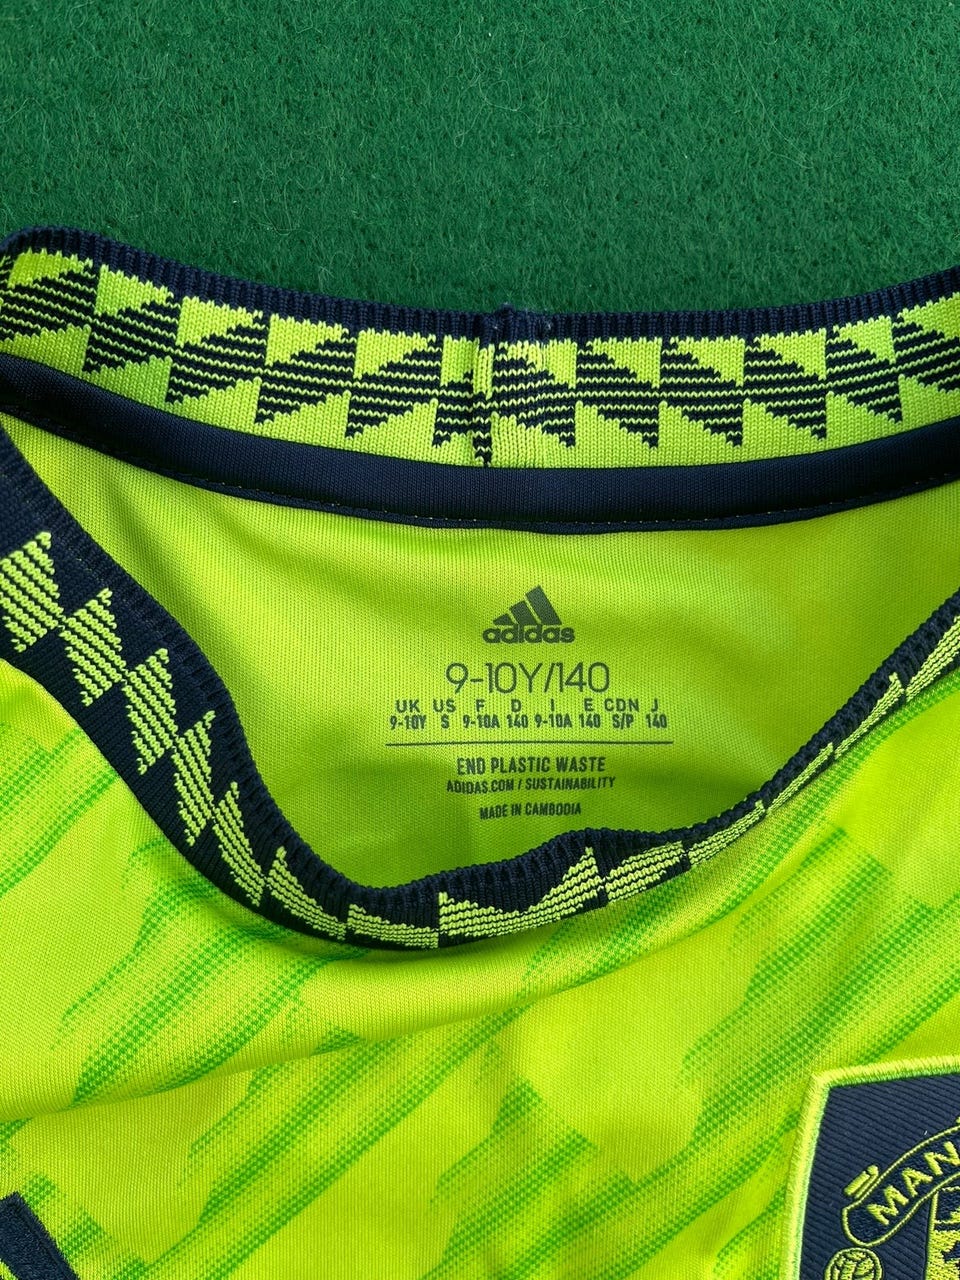 adidas
9-10Y/140
UK US F D I E CDN J
9-10Y S 9-10A 140 9-10A 140 S/P 140
END PLASTIC WASTE
ADIDAS.COM / SUSTAINABILITY
MADE IN CAMBODIA
MAN